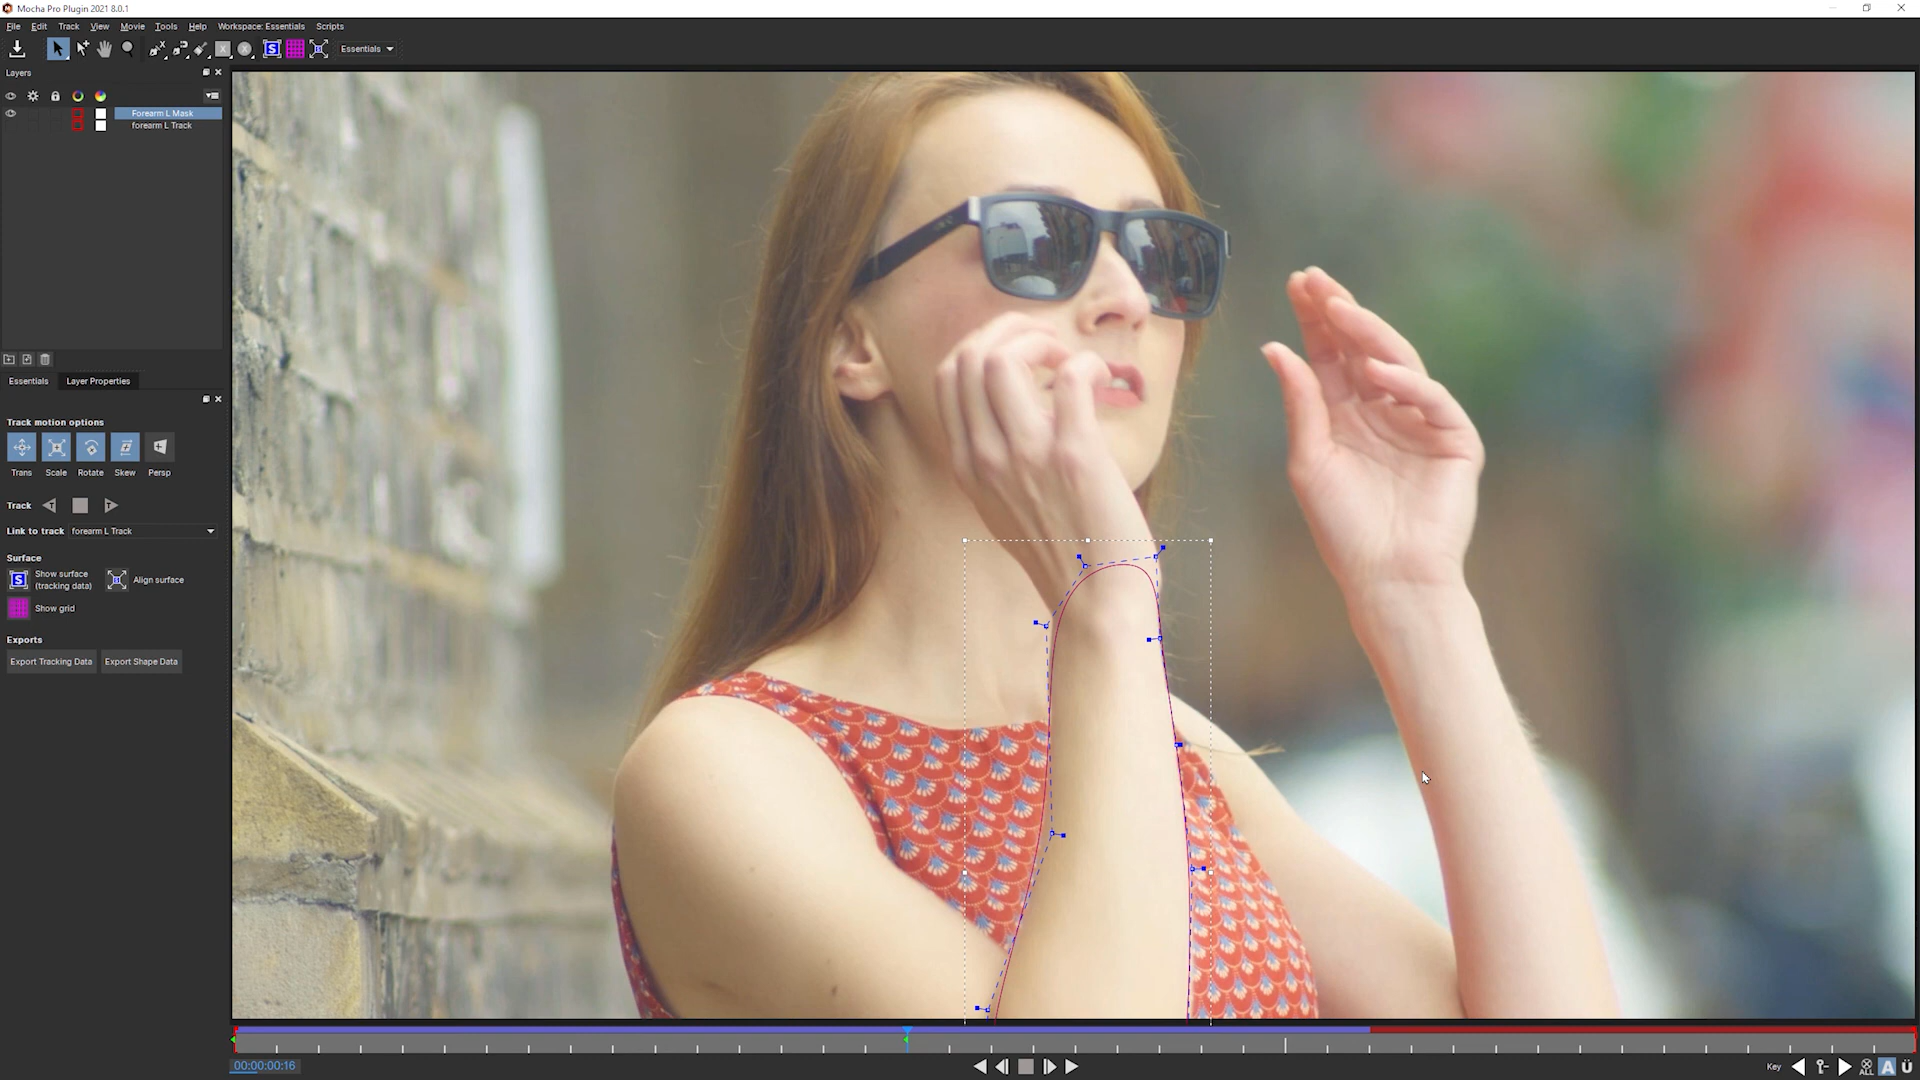 Mocha Pro Plugin 2021 8.0.1
File Edit Track View Movie Tools Help Workspace: Essentials Scripts
Essentials
Layers
Forearm L Mask
forearm L Track
Essentials Layer Properties
Track motion options
Trans Scale Rotate Skew Persp
Track
Link to track forearm L Track
Surface
Show surface
(tracking data)
Align surface
Show grid
Exports
Export Tracking Data Export Shape Data
00:00:00:16
Key
ALL
A Ü